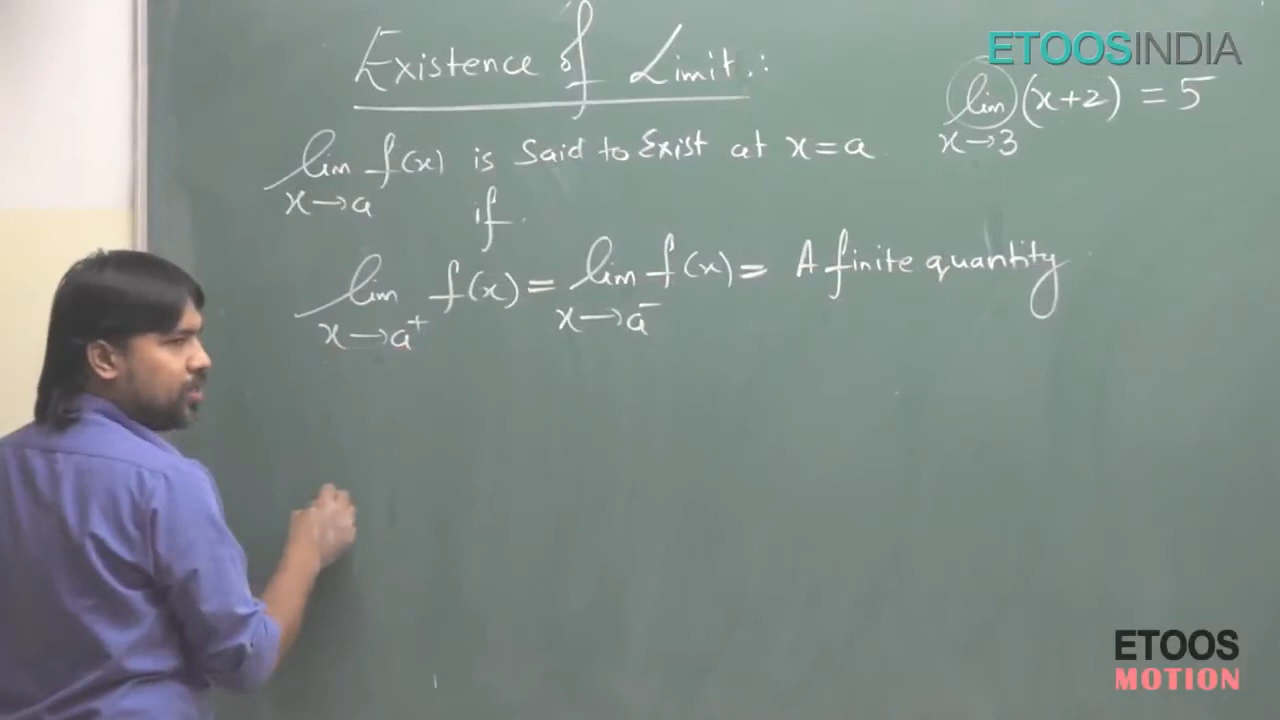 Existence of Limit :
lim f(x) is said to Exist at x=a
x→a
if
lim f(x) = lim f(x) = A finite quantity
x→a⁺ x→a⁻
ETOOSINDIA
lim (x+2) = 5
x→3
ETOOS
MOTION